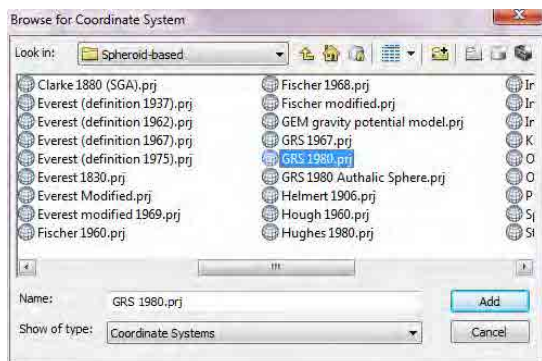 Browse for Coordinate System
Look in: Spheroid-based
Clarke 1880 (SGA).prj
Everest (definition 1937).prj
Everest (definition 1962).prj
Everest (definition 1967).prj
Everest (definition 1975).prj
Everest 1830.prj
Everest Modified.prj
Everest modified 1969.prj
Fischer 1960.prj
Fischer 1968.prj
Fischer modified.prj
GEM gravity potential model.prj
GRS 1967.prj
GRS 1980.prj
GRS 1980 Authalic Sphere.prj
Helmert 1906.prj
Hough 1960.prj
Hughes 1980.prj
Name: GRS 1980.prj
Add
Show of type: Coordinate Systems
Cancel